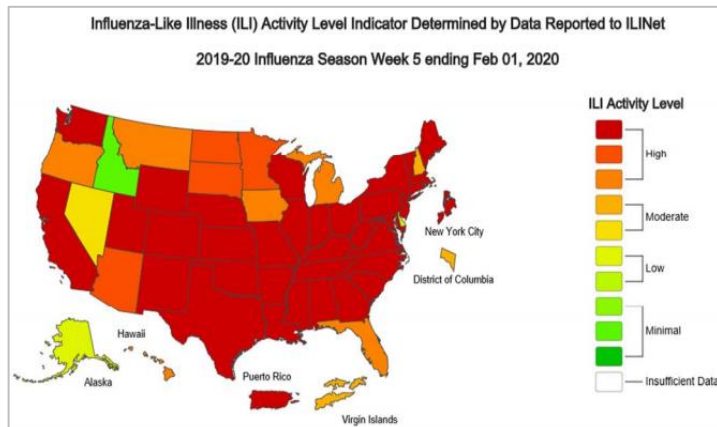 Influenza-Like Illness (ILI) Activity Level Indicator Determined by Data Reported to ILINet
2019-20 Influenza Season Week 5 ending Feb 01, 2020
ILI Activity Level
High
Moderate
New York City
Low
District of Columbia
Hawaii
Minimal
Alaska
Puerto Rico
Insufficient Data
Virgin Islands